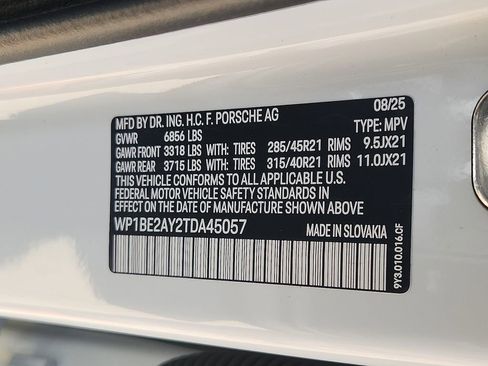 08/25
MFD BY DR. ING. H.C. F. PORSCHE AG
GVWR 6856 LBS TYPE: MPV
GAWR FRONT 3318 LBS WITH: TIRES 285/45R21 RIMS 9.5JX21
GAWR REAR 3715 LBS WITH: TIRES 315/40R21 RIMS 11.0JX21
THIS VEHICLE CONFORMS TO ALL APPLICABLE U.S.
FEDERAL MOTOR VEHICLE SAFETY STANDARDS IN
EFFECT ON THE DATE OF MANUFACTURE SHOWN ABOVE
WP1BE2AY2TDA45057 MADE IN SLOVAKIA
9Y3.010.016.CF